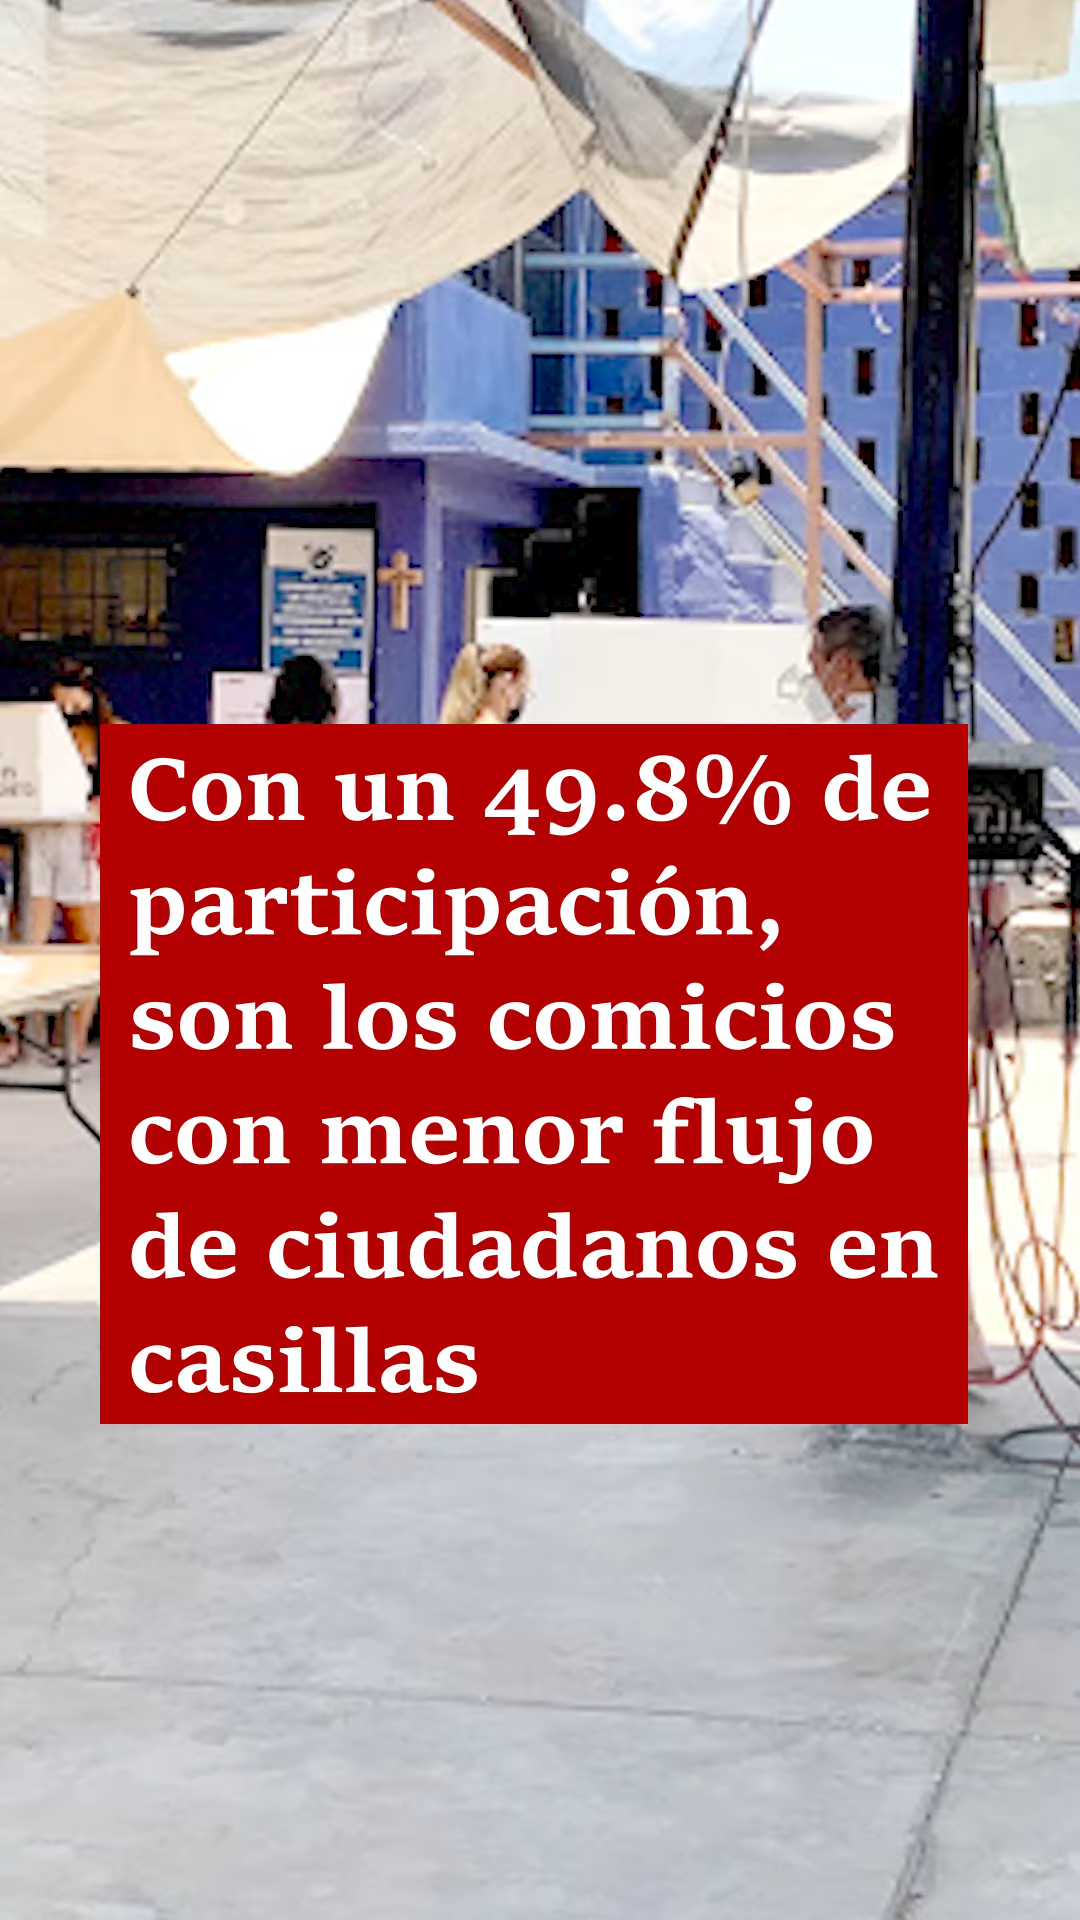 Con un 49.8% de
participación,
son los comicios
con menor flujo
de ciudadanos en
casillas